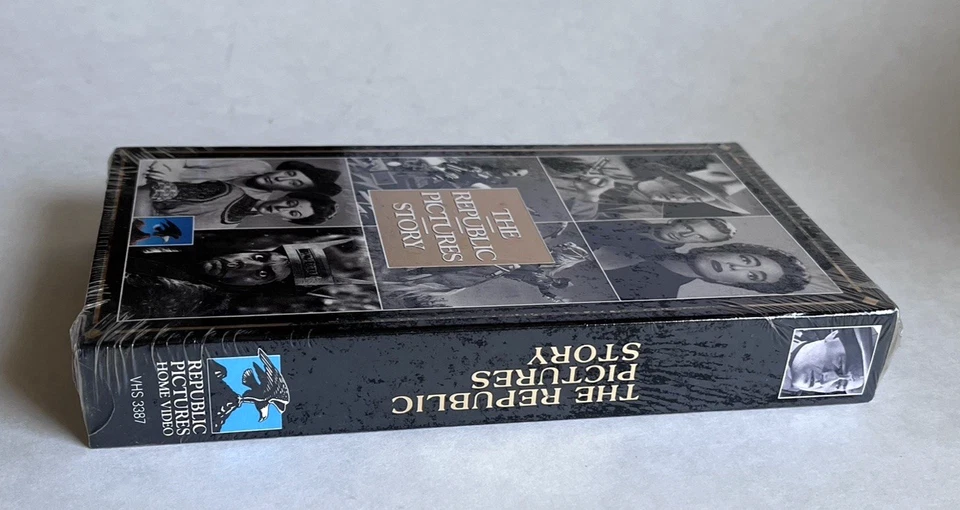 THE
REPUBLIC
PICTURES
STORY
THE REPUBLIC
PICTURES
STORY
REPUBLIC
PICTURES
HOME VIDEO
VHS 3387